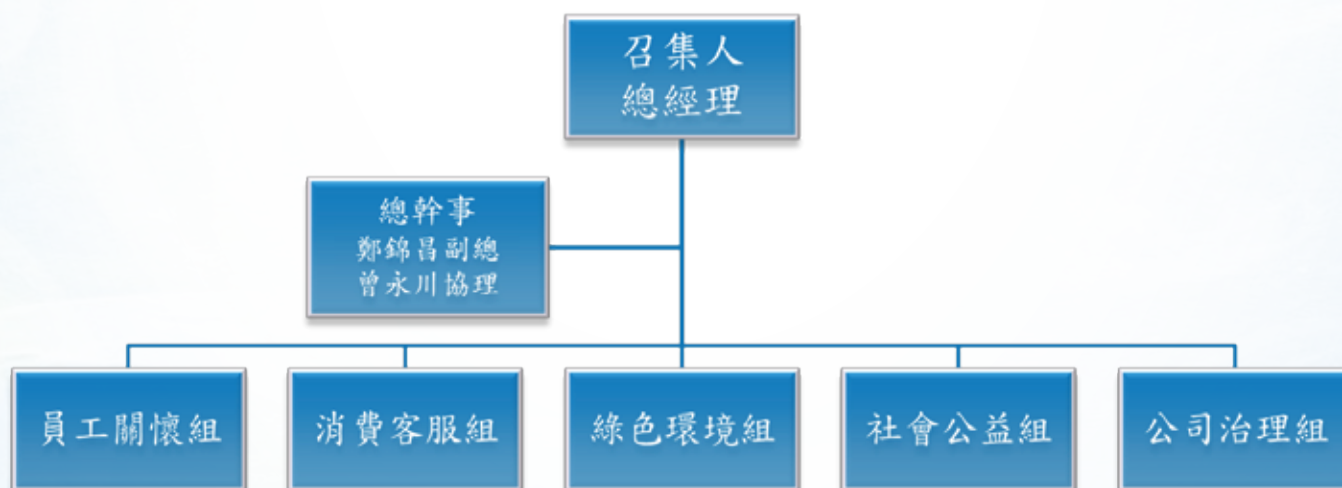 召集人
總經理
總幹事
鄭錦昌副總
曾永川協理
員工關懷組
消費客服組
綠色環境組
社會公益組
公司治理組